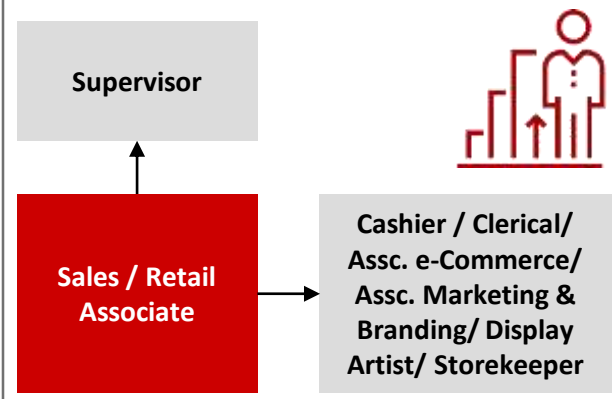 Supervisor
Sales / Retail
Associate
Cashier / Clerical/
Assc. e-Commerce/
Assc. Marketing &
Branding/ Display
Artist/ Storekeeper